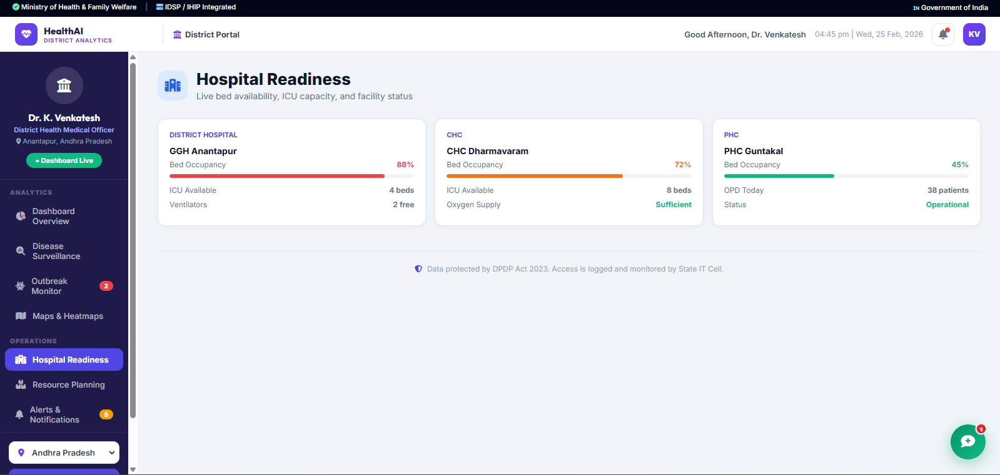 Ministry of Health & Family Welfare | IDSP / IHIP Integrated
IN Government of India
HealthAI
DISTRICT ANALYTICS
District Portal
Good Afternoon, Dr. Venkatesh
04:45 pm | Wed, 25 Feb, 2026
KV
Dr. K. Venkatesh
District Health Medical Officer
Anantapur, Andhra Pradesh
• Dashboard Live
ANALYTICS
Dashboard
Overview
Disease
Surveillance
Outbreak
Monitor
2
Maps & Heatmaps
OPERATIONS
Hospital Readiness
Resource Planning
Alerts &
Notifications
5
Andhra Pradesh
Hospital Readiness
Live bed availability, ICU capacity, and facility status
DISTRICT HOSPITAL
GGH Anantapur
Bed Occupancy 88%
ICU Available 4 beds
Ventilators 2 free
CHC
CHC Dharmavaram
Bed Occupancy 72%
ICU Available 8 beds
Oxygen Supply Sufficient
PHC
PHC Guntakal
Bed Occupancy 45%
OPD Today 38 patients
Status Operational
Data protected by DPDP Act 2023. Access is logged and monitored by State IT Cell.
1